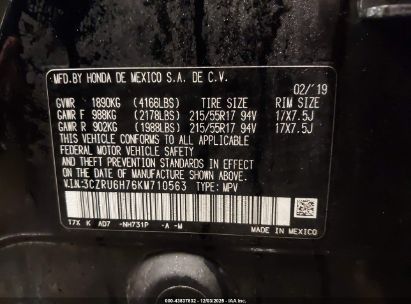 MFD.BY HONDA DE MEXICO S.A. DE C.V.
02/'19
GVWR 1890KG (4166LBS) TIRE SIZE RIM SIZE
GAWR F 988KG (2178LBS) 215/55R17 94V 17X7.5J
GAWR R 902KG (1988LBS) 215/55R17 94V 17X7.5J
THIS VEHICLE CONFORMS TO ALL APPLICABLE
FEDERAL MOTOR VEHICLE SAFETY AND THEFT
PREVENTION STANDARDS IN EFFECT ON THE
DATE OF MANUFACTURE SHOWN ABOVE.
V.I.N:3CZRU6H76KM710563 TYPE: MPV
T7X K AD7 -NH731P -A -M
MADE IN MEXICO